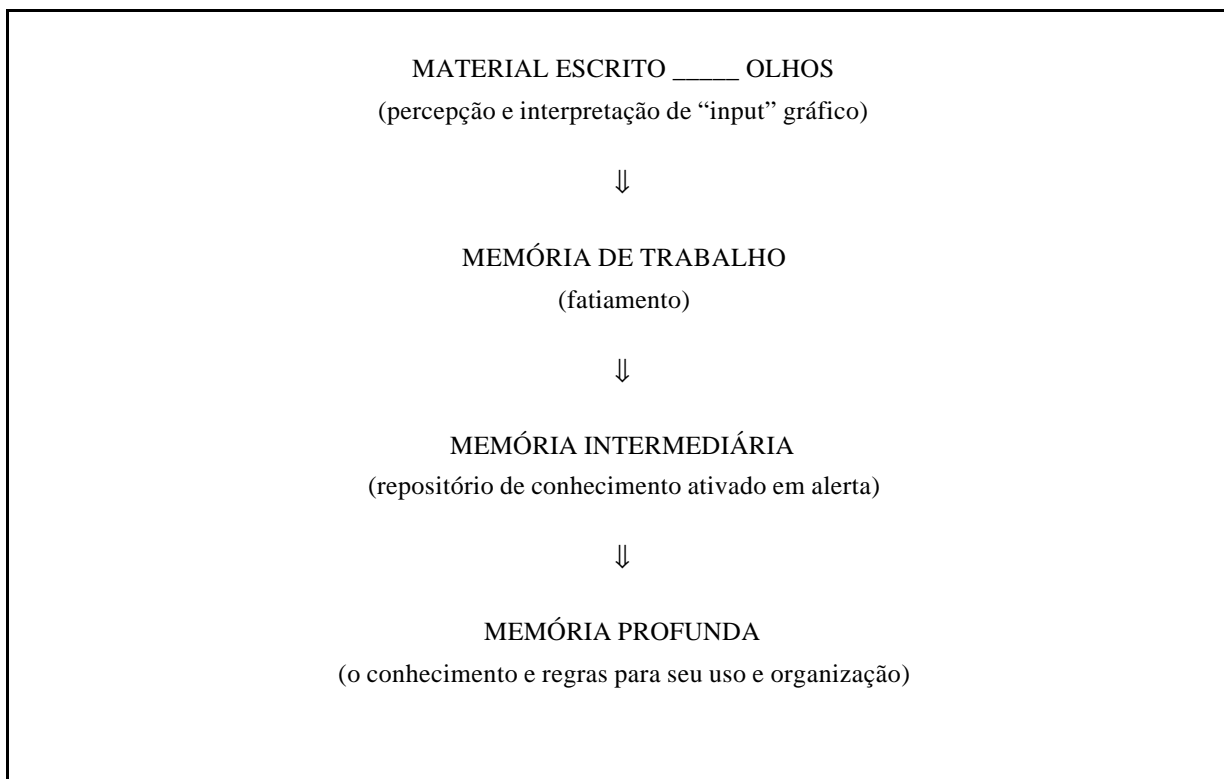 MATERIAL ESCRITO _____ OLHOS
(percepção e interpretação de “input” gráfico)
⇓
MEMÓRIA DE TRABALHO
(fatiamento)
⇓
MEMÓRIA INTERMEDIÁRIA
(repositório de conhecimento ativado em alerta)
⇓
MEMÓRIA PROFUNDA
(o conhecimento e regras para seu uso e organização)